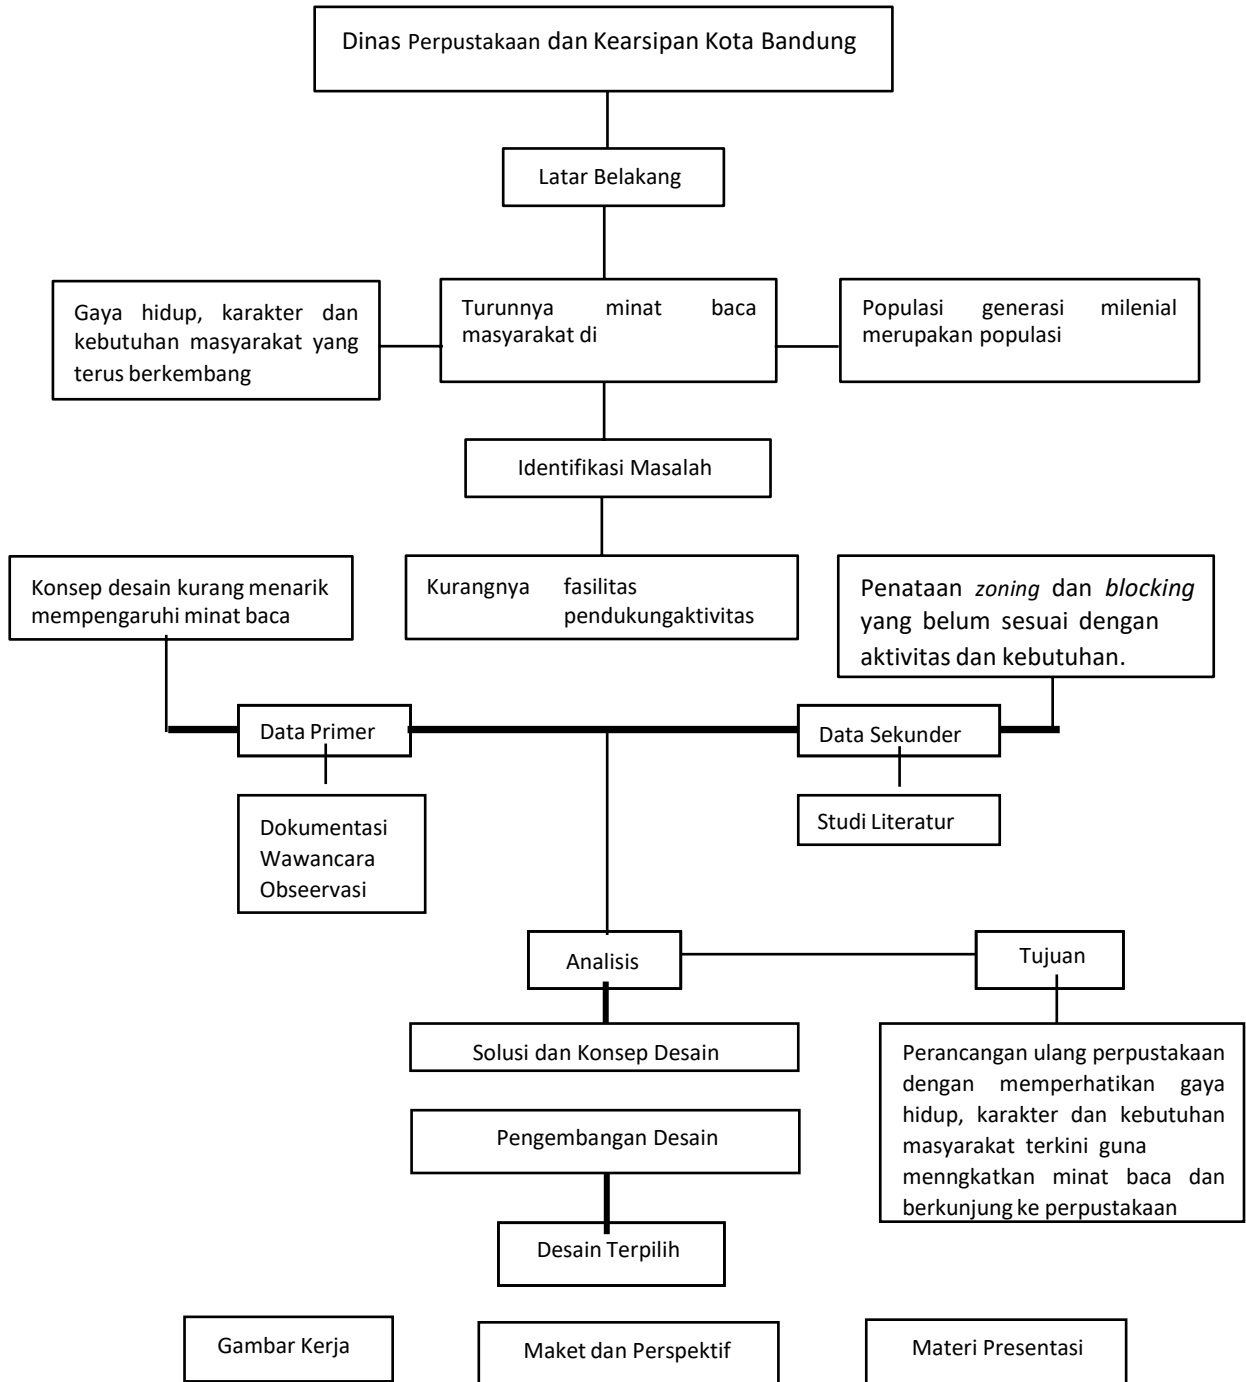 Dinas Perpustakaan dan Kearsipan Kota Bandung
Latar Belakang
Gaya hidup, karakter dan
kebutuhan masyarakat yang
terus berkembang
Turunnya minat baca
masyarakat di
Populasi generasi milenial
merupakan populasi
Identifikasi Masalah
Konsep desain kurang menarik
mempengaruhi minat baca
Kurangnya fasilitas
pendukungaktivitas
Penataan zoning dan blocking
yang belum sesuai dengan
aktivitas dan kebutuhan.
Data Primer
Data Sekunder
Dokumentasi
Wawancara
Obseervasi
Studi Literatur
Analisis
Tujuan
Solusi dan Konsep Desain
Perancangan ulang perpustakaan
dengan memperhatikan gaya
hidup, karakter dan kebutuhan
masyarakat terkini guna
menngkatkan minat baca dan
berkunjung ke perpustakaan
Pengembangan Desain
Desain Terpilih
Gambar Kerja
Maket dan Perspektif
Materi Presentasi